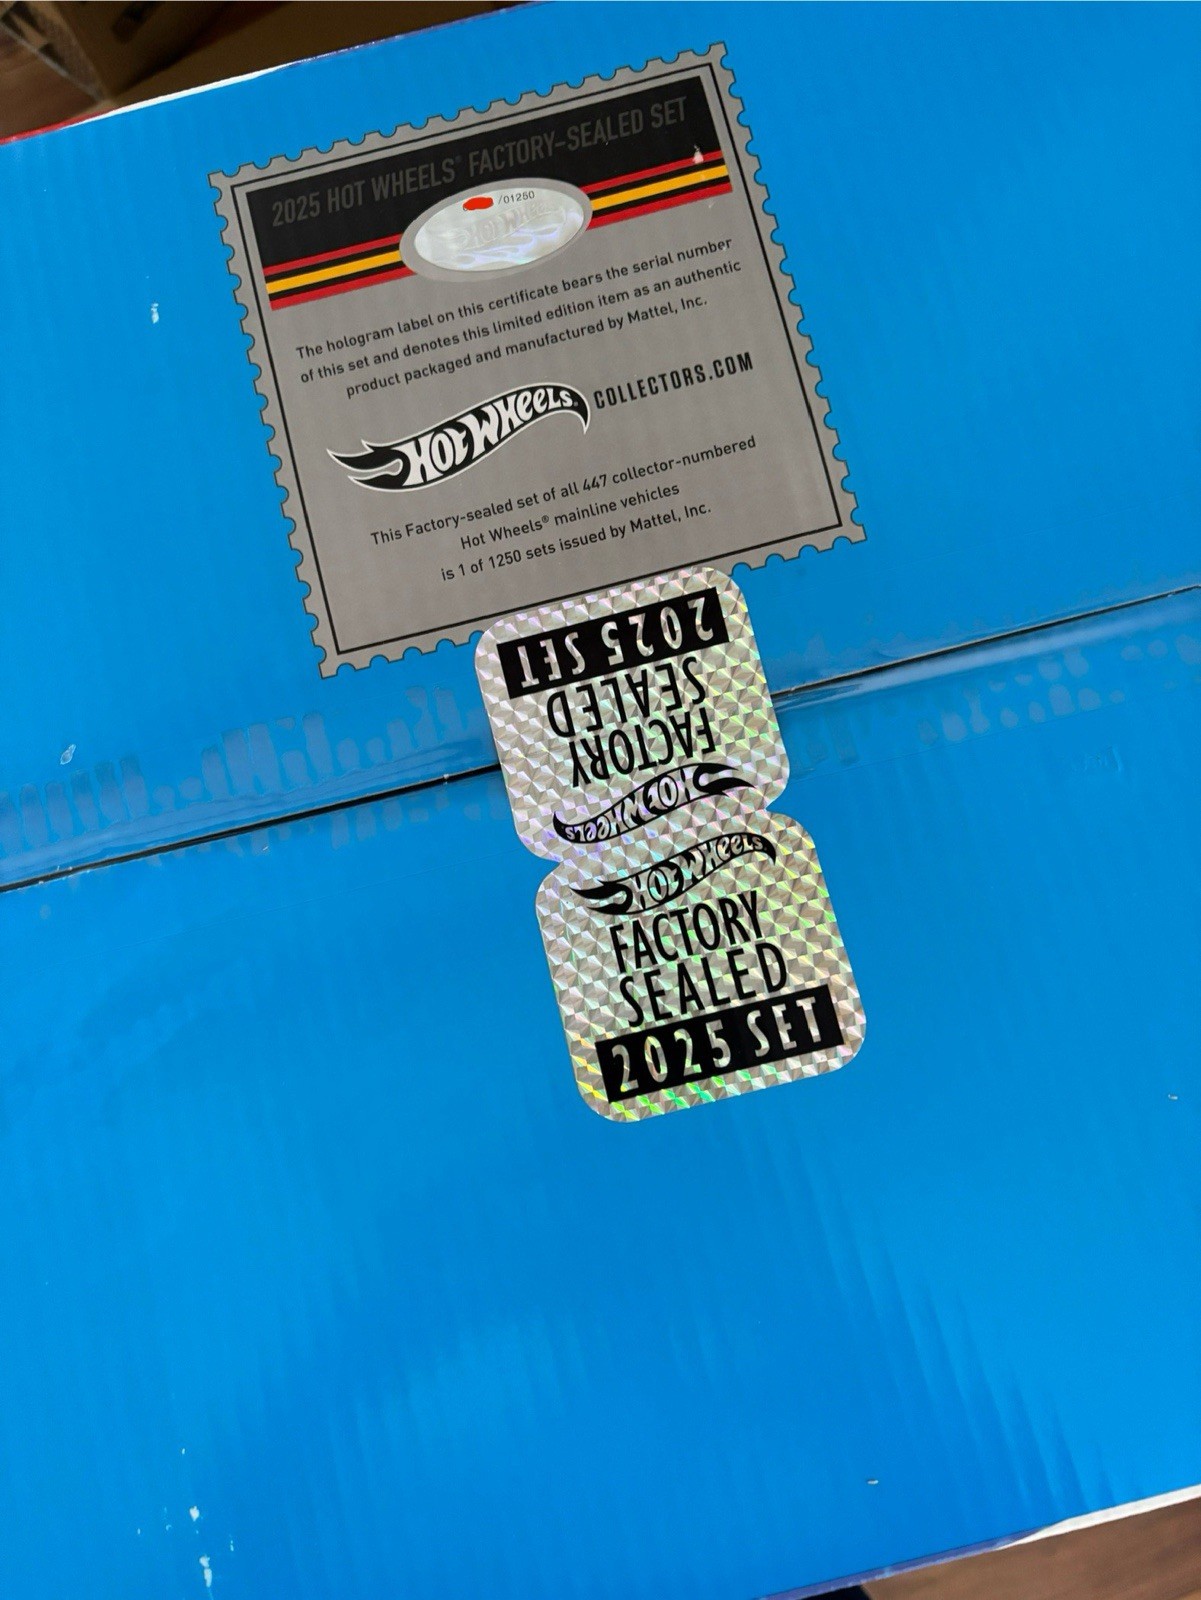 2025 HOT WHEELS® FACTORY-SEALED SET
/01250
HOT WHEELS
The hologram label on this certificate bears the serial number
of this set and denotes this limited edition item as an authentic
product packaged and manufactured by Mattel, Inc.
HOT WHEELS® COLLECTORS.COM
This Factory-sealed set of all 447 collector-numbered
Hot Wheels® mainline vehicles
is 1 of 1250 sets issued by Mattel, Inc.
2025 SET
SEALED
FACTORY
HOT WHEELS
HOT WHEELS
FACTORY
SEALED
2025 SET